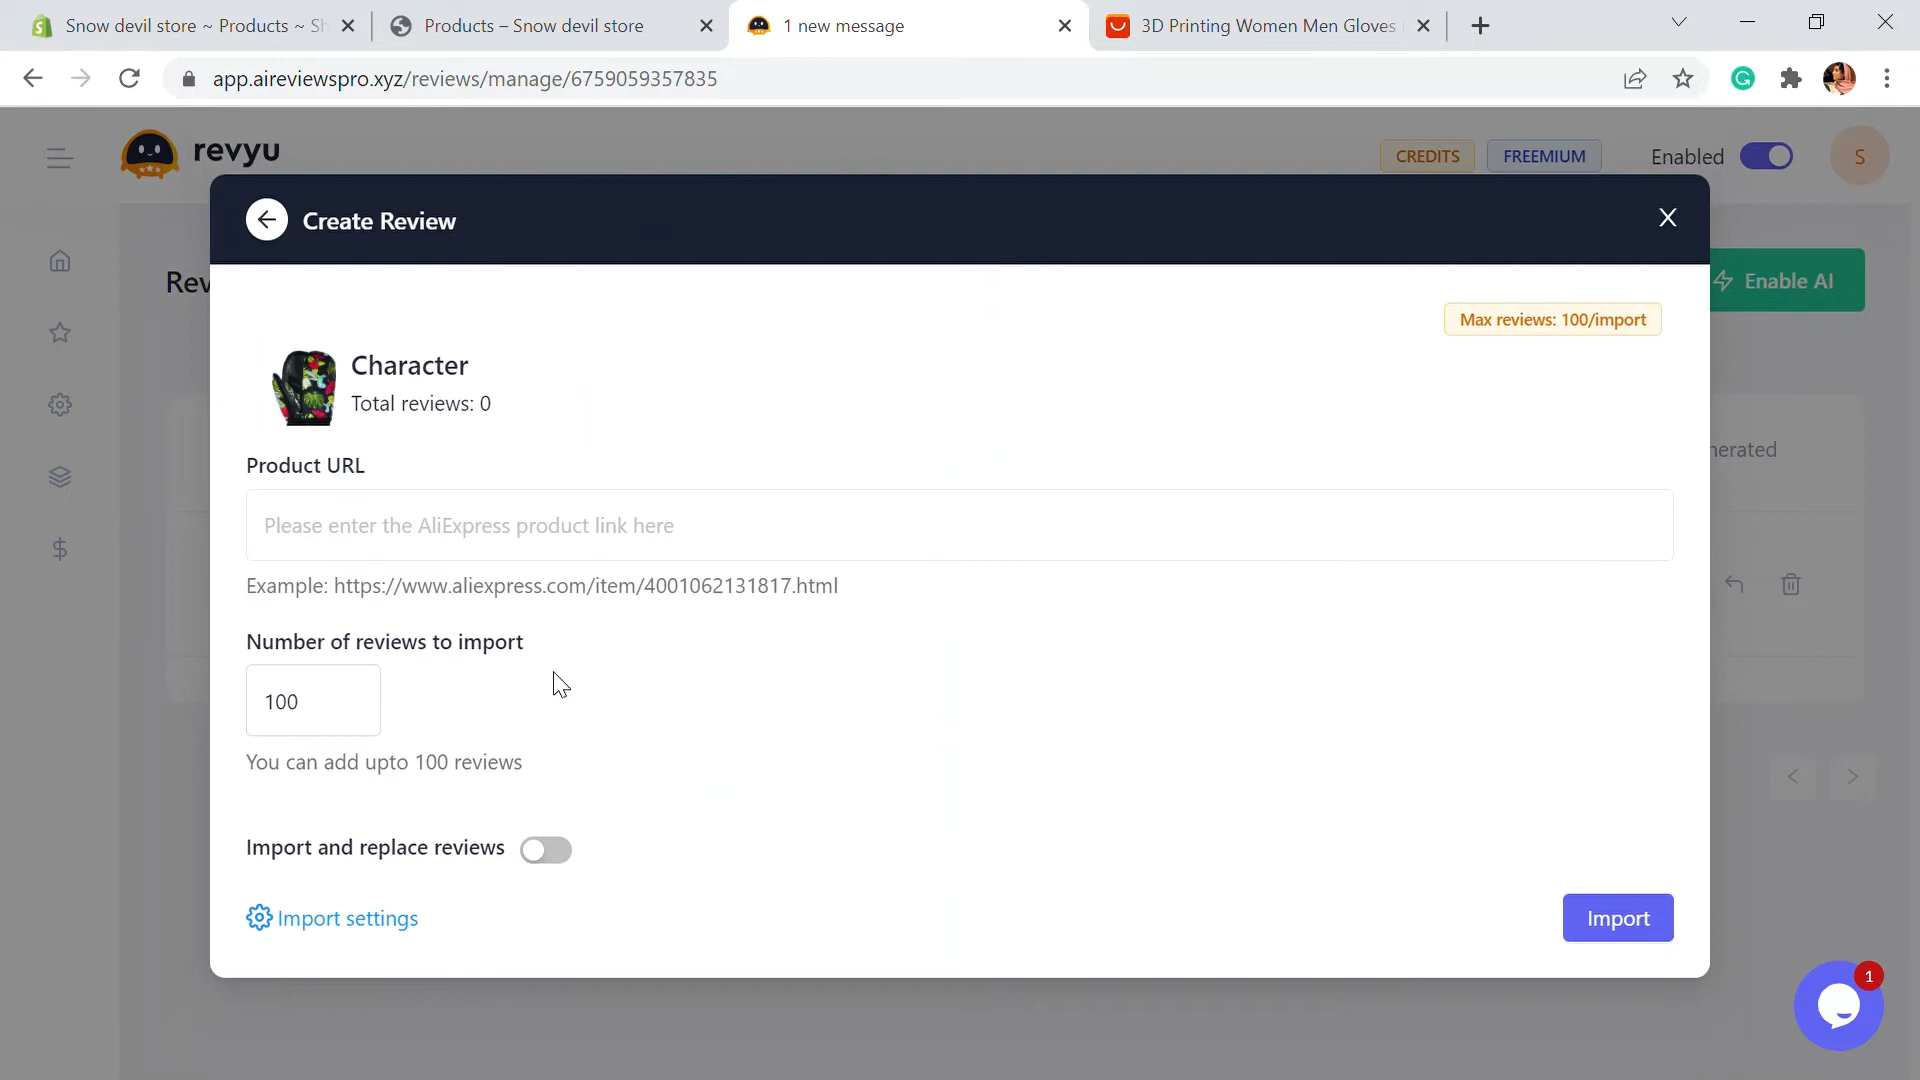 Snow devil store ~ Products ~ Sh
Products – Snow devil store
1 new message
3D Printing Women Men Gloves
app.aireviewspro.xyz/reviews/manage/6759059357835
revyu
CREDITS
FREEMIUM
Enabled
S
Create Review
X
Rev
Enable AI
Max reviews: 100/import
Character
Total reviews: 0
Product URL
nerated
Please enter the AliExpress product link here
Example: https://www.aliexpress.com/item/4001062131817.html
Number of reviews to import
100
You can add upto 100 reviews
Import and replace reviews
Import settings
Import
1